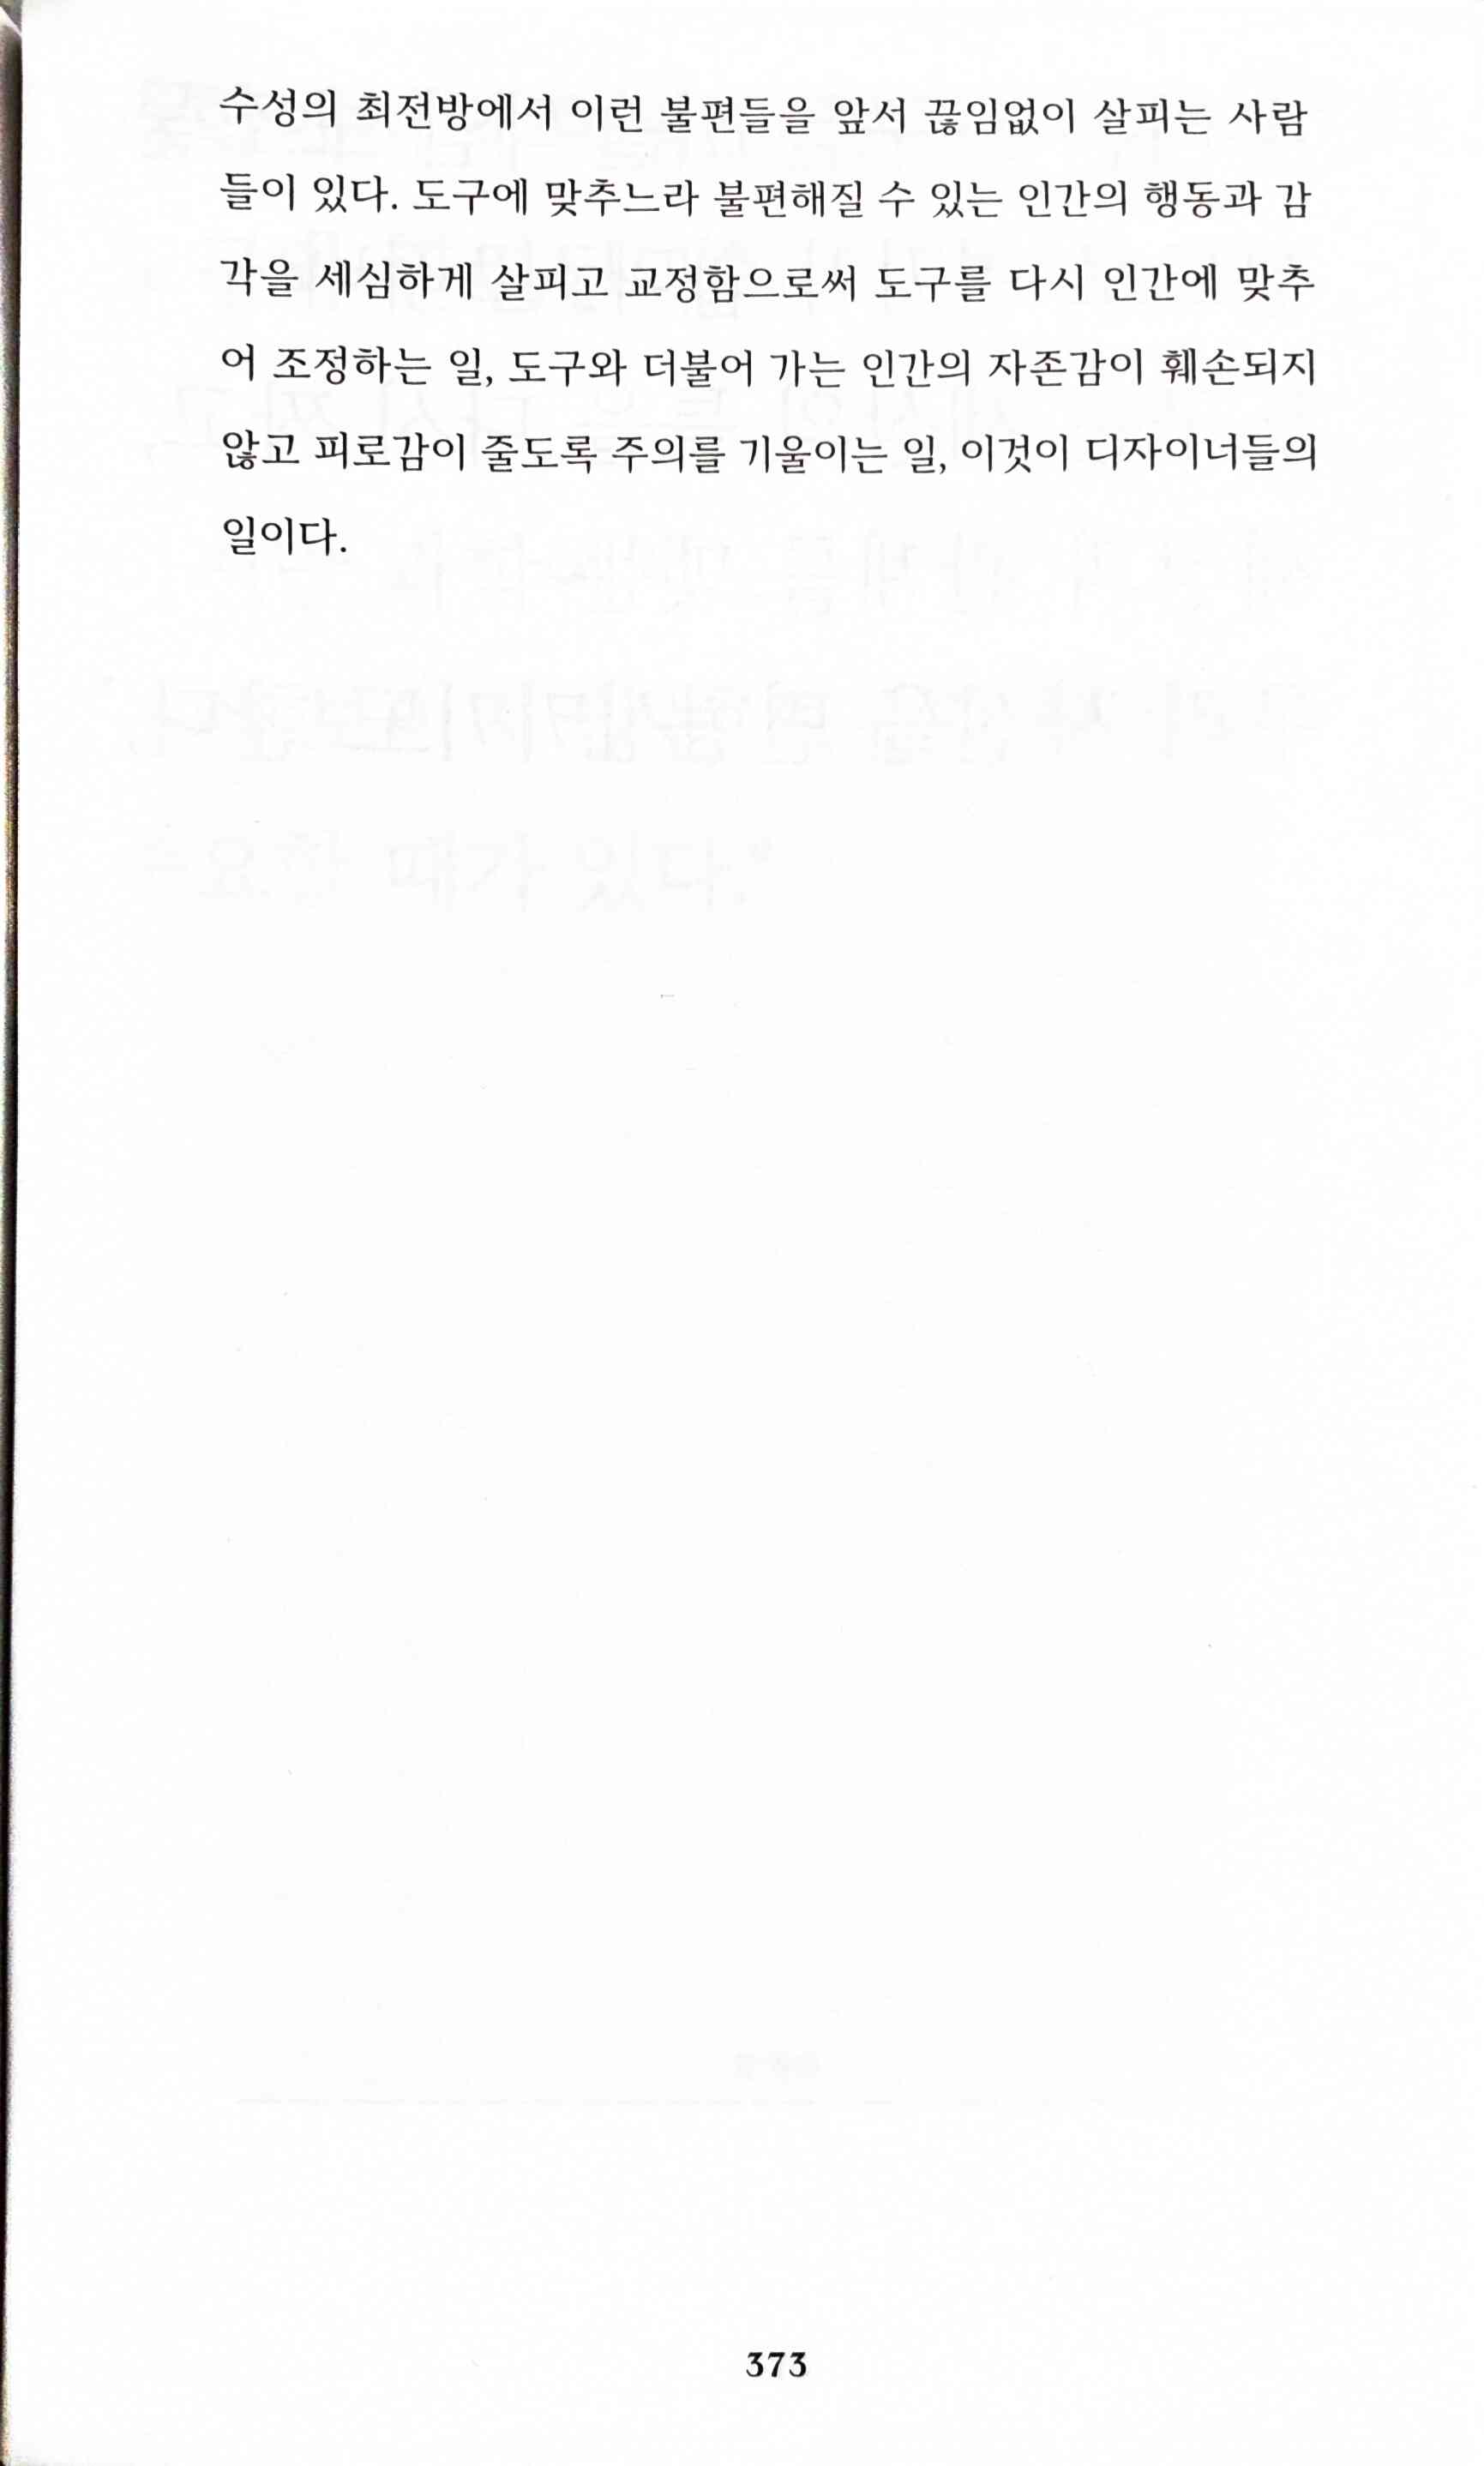 수성의 최전방에서 이런 불편들을 앞서 끊임없이 살피는 사람
들이 있다. 도구에 맞추느라 불편해질 수 있는 인간의 행동과 감
각을 세심하게 살피고 교정함으로써 도구를 다시 인간에 맞추
어 조정하는 일, 도구와 더불어 가는 인간의 자존감이 훼손되지
않고 피로감이 줄도록 주의를 기울이는 일, 이것이 디자이너들의
일이다.
373